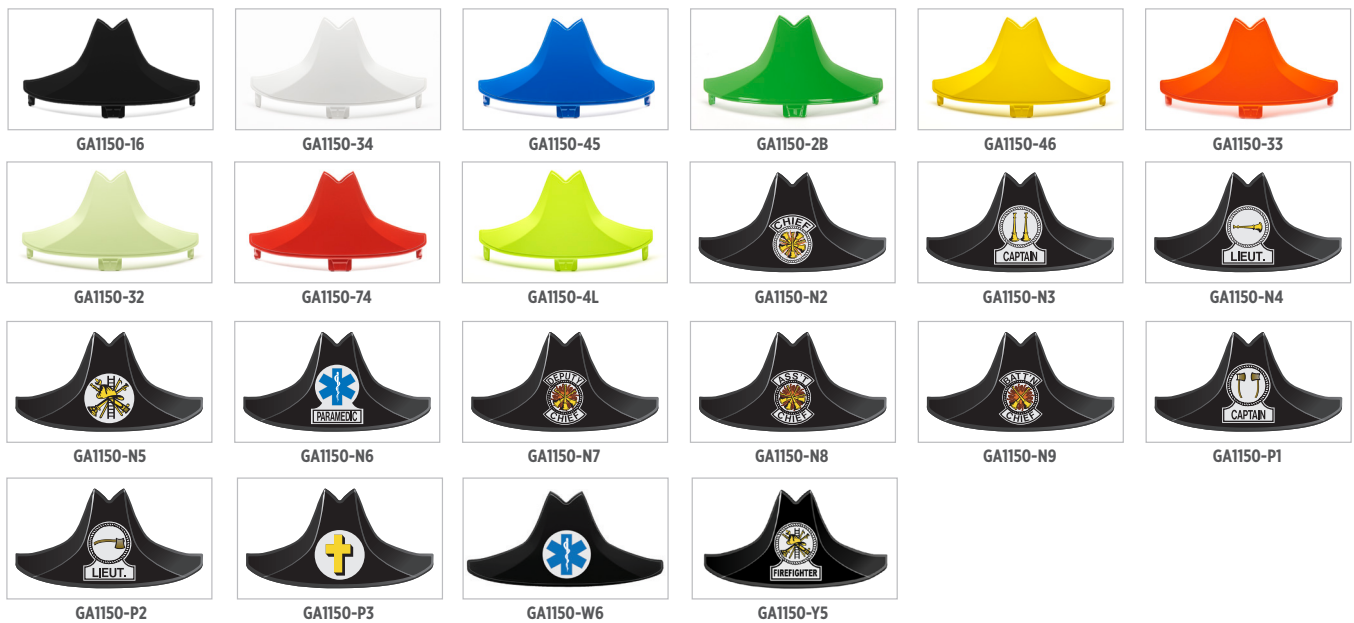 GA1150-16
GA1150-34
GA1150-45
GA1150-2B
GA1150-46
GA1150-33
GA1150-32
GA1150-74
GA1150-4L
CHIEF
GA1150-N2
CAPTAIN
GA1150-N3
LIEUT.
GA1150-N4
GA1150-N5
PARAMEDIC
GA1150-N6
DEPUTY
CHIEF
GA1150-N7
ASS'T
CHIEF
GA1150-N8
BATT'N
CHIEF
GA1150-N9
CAPTAIN
GA1150-P1
LIEUT.
GA1150-P2
GA1150-P3
GA1150-W6
FIREFIGHTER
GA1150-Y5